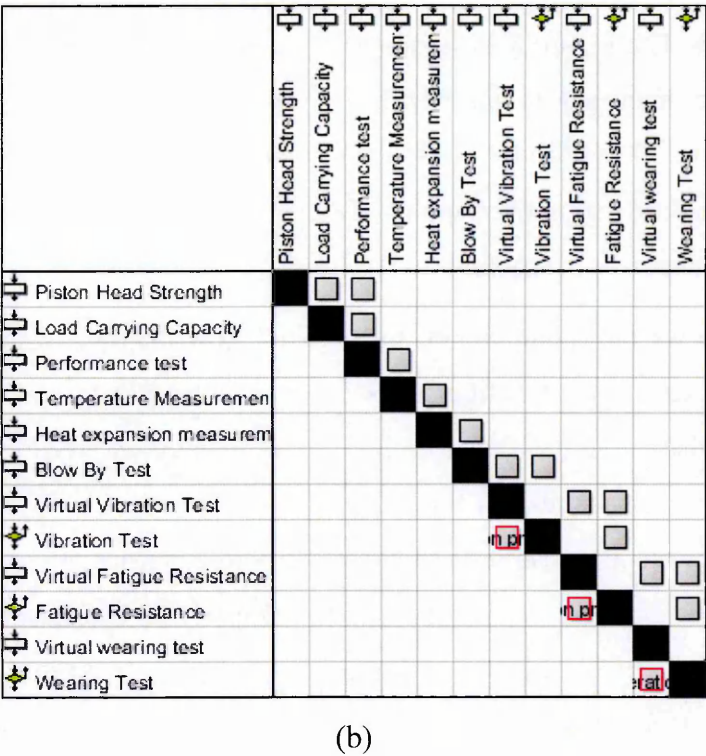 Piston Head Strength
Load Carrying Capacity
Performance test
Temperature Measuremen
Heat expansion measurem
Blow By Test
Virtual Vibration Test
Vibration Test
Virtual Fatigue Resistance
Fatigue Resistance
Virtual wearing test
Wearing Test
Piston Head Strength
Load Carrying Capacity
Performance test
Temperature Measuremen
Heat expansion measurem
Blow By Test
Virtual Vibration Test
Vibration Test
n pr
Virtual Fatigue Resistance
Fatigue Resistance
n pr
Virtual wearing test
Wearing Test
(b)